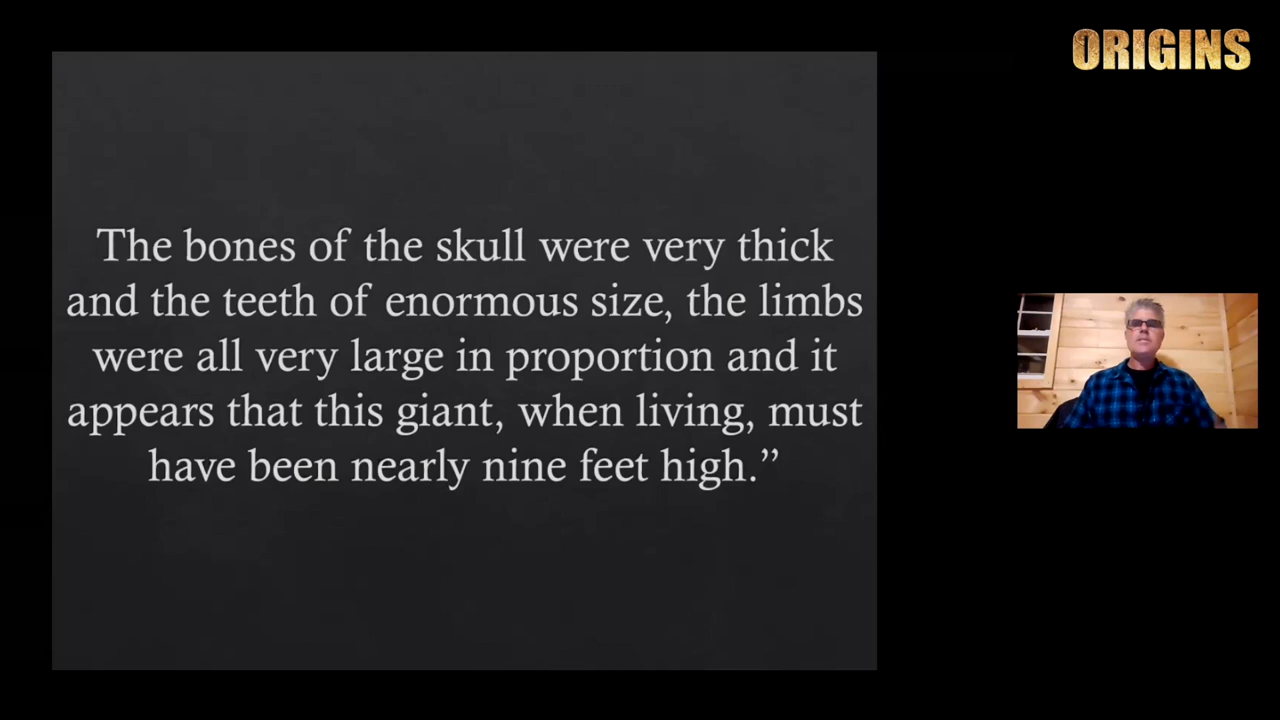 ORIGINS
The bones of the skull were very thick
and the teeth of enormous size, the limbs
were all very large in proportion and it
appears that this giant, when living, must
have been nearly nine feet high.”